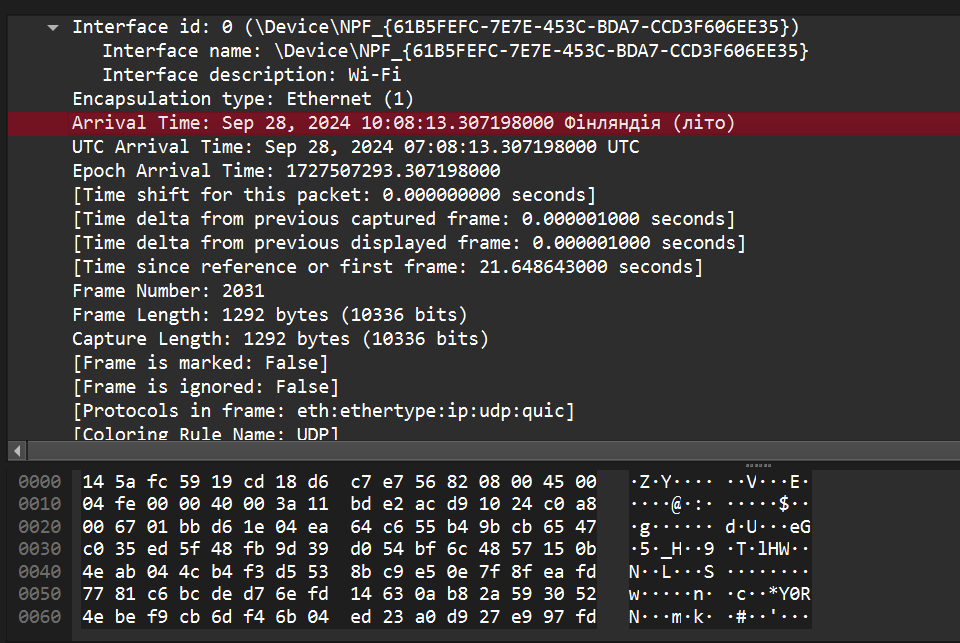 Interface id: 0 (\Device\NPF_{61B5FEFC-7E7E-453C-BDA7-CCD3F606EE35})
Interface name: \Device\NPF_{61B5FEFC-7E7E-453C-BDA7-CCD3F606EE35}
Interface description: Wi-Fi
Encapsulation type: Ethernet (1)
Arrival Time: Sep 28, 2024 10:08:13.307198000 Фінляндія (літо)
UTC Arrival Time: Sep 28, 2024 07:08:13.307198000 UTC
Epoch Arrival Time: 1727507293.307198000
[Time shift for this packet: 0.000000000 seconds]
[Time delta from previous captured frame: 0.000001000 seconds]
[Time delta from previous displayed frame: 0.000001000 seconds]
[Time since reference or first frame: 21.648643000 seconds]
Frame Number: 2031
Frame Length: 1292 bytes (10336 bits)
Capture Length: 1292 bytes (10336 bits)
[Frame is marked: False]
[Frame is ignored: False]
[Protocols in frame: eth:ethertype:ip:udp:quic]
[Coloring Rule Name: UDP]
0000 14 5a fc 59 19 cd 18 d6 c7 e7 56 82 08 00 45 00 ·Z·Y···· ··V···E·
0010 04 fe 00 00 40 00 3a 11 bd e2 ac d9 10 24 c0 a8 ····@·:· ·····$··
0020 00 67 01 bb d6 1e 04 ea 64 c6 55 b4 9b cb 65 47 ·g······ d·U···eG
0030 c0 35 ed 5f 48 fb 9d 39 d0 54 bf 6c 48 57 15 0b ·5·_H··9 ·T·lHW··
0040 4e ab 04 4c b4 f3 d5 53 8b c9 e5 0e 7f 8f ea fd N··L···S ········
0050 77 81 c6 bc de d7 6e fd 14 63 0a b8 2a 59 30 52 w·····n· ·c··*Y0R
0060 4e be f9 cb 6d f4 6b 04 ed 23 a0 d9 27 e9 97 fd N···m·k· ·#··'···